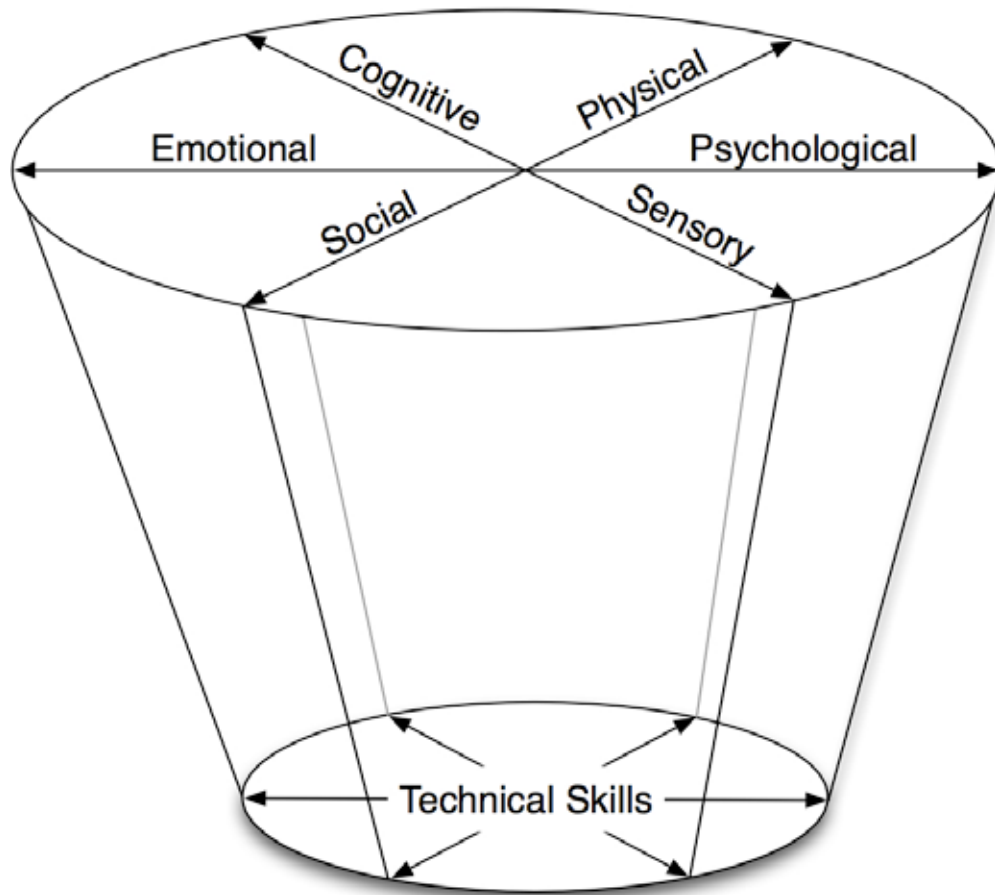 Cognitive
Physical
Emotional
Psychological
Social
Sensory
Technical Skills